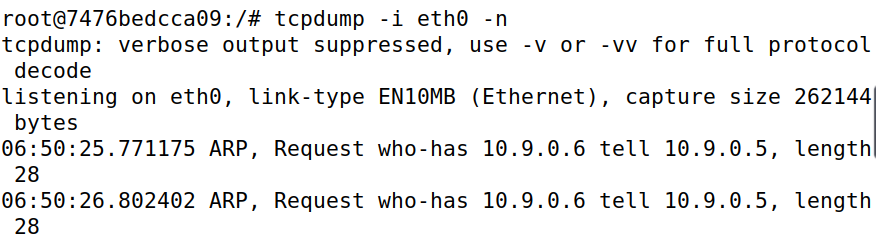 root@7476bedcca09:/# tcpdump -i eth0 -n
tcpdump: verbose output suppressed, use -v or -vv for full protocol
 decode
listening on eth0, link-type EN10MB (Ethernet), capture size 262144
 bytes
06:50:25.771175 ARP, Request who-has 10.9.0.6 tell 10.9.0.5, length
 28
06:50:26.802402 ARP, Request who-has 10.9.0.6 tell 10.9.0.5, length
 28